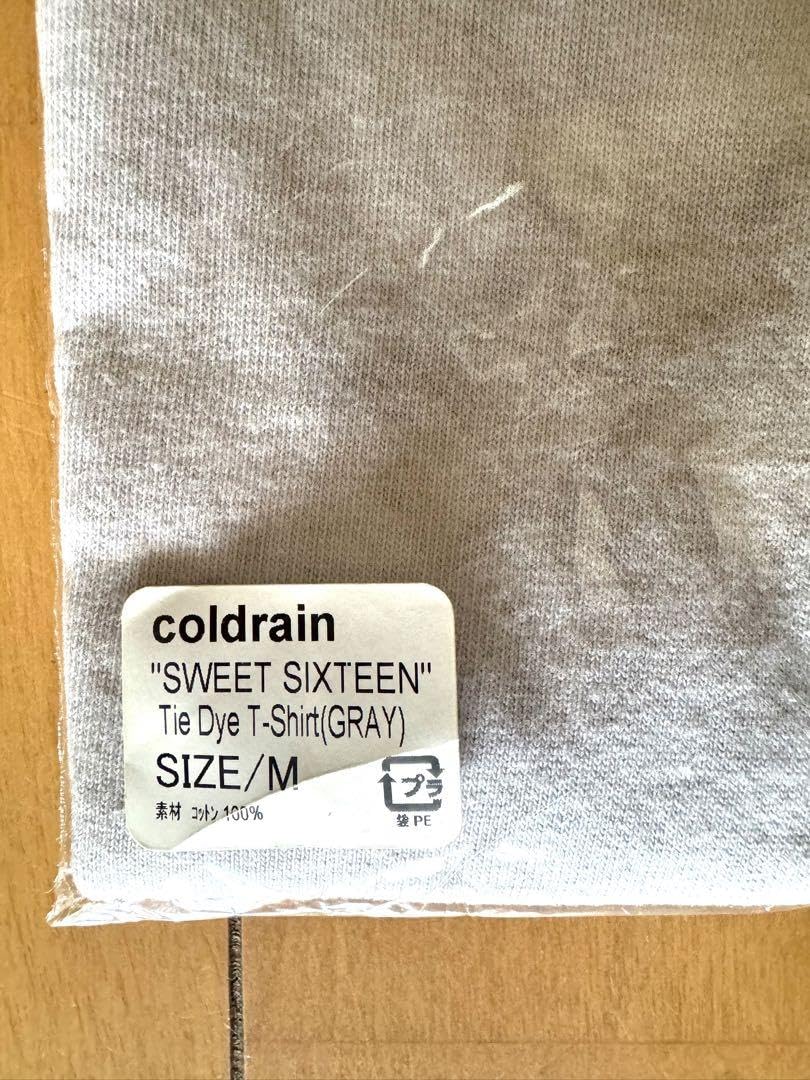 coldrain
"SWEET SIXTEEN"
Tie Dye T-Shirt(GRAY)
SIZE/M
素材 コットン 100%
プラ
袋 PE